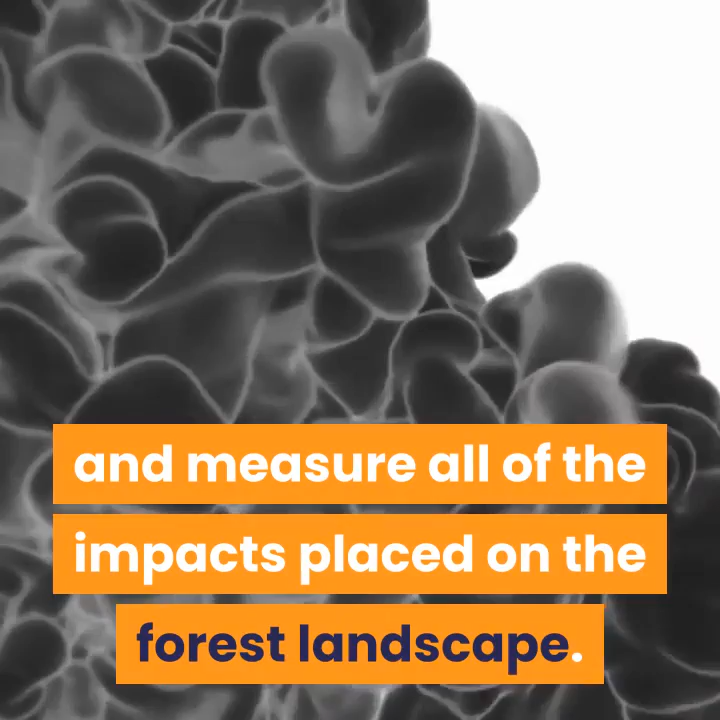 and measure all of the
impacts placed on the
forest landscape.